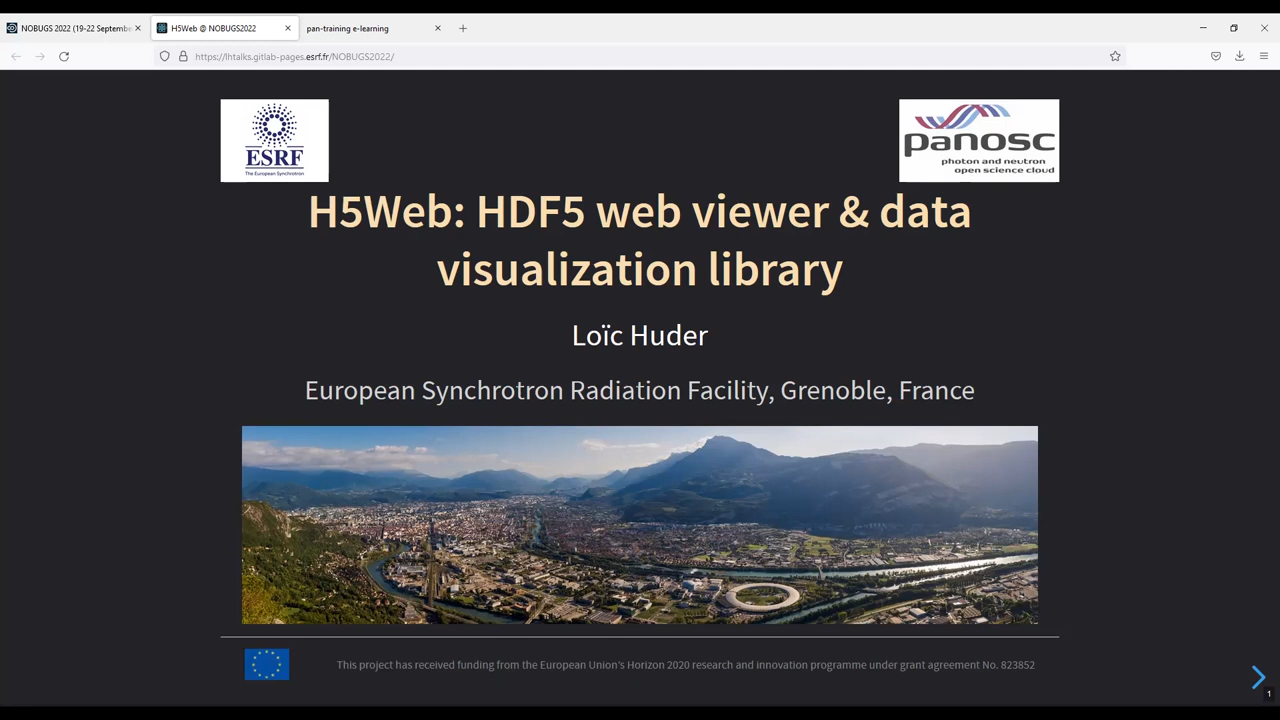 NOBUGS 2022 (19-22 Septembe
H5Web @ NOBUGS2022
pan-training e-learning
https://lhtalks.gitlab-pages.esrf.fr/NOBUGS2022/
ESRF
The European Synchrotron
panosc
photon and neutron
open science cloud
H5Web: HDF5 web viewer & data
visualization library
Loïc Huder
European Synchrotron Radiation Facility, Grenoble, France
This project has received funding from the European Union's Horizon 2020 research and innovation programme under grant agreement No. 823852
1